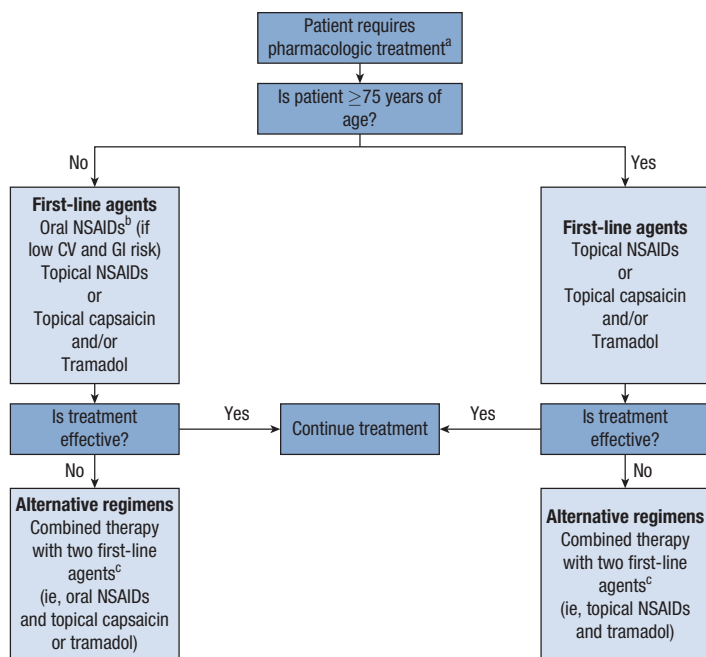 Patient requires
pharmacologic treatmentᵃ
Is patient ≥75 years of
age?
No
Yes
First-line agents
Oral NSAIDsᵇ (if
low CV and GI risk)
Topical NSAIDs
or
Topical capsaicin
and/or
Tramadol
First-line agents
Topical NSAIDs
or
Topical capsaicin
and/or
Tramadol
Is treatment
effective?
Yes
Continue treatment
Yes
Is treatment
effective?
No
No
Alternative regimens
Combined therapy
with two first-line
agentsᶜ
(ie, oral NSAIDs
and topical capsaicin
or tramadol)
Alternative regimens
Combined therapy
with two first-line
agentsᶜ
(ie, topical NSAIDs
and tramadol)